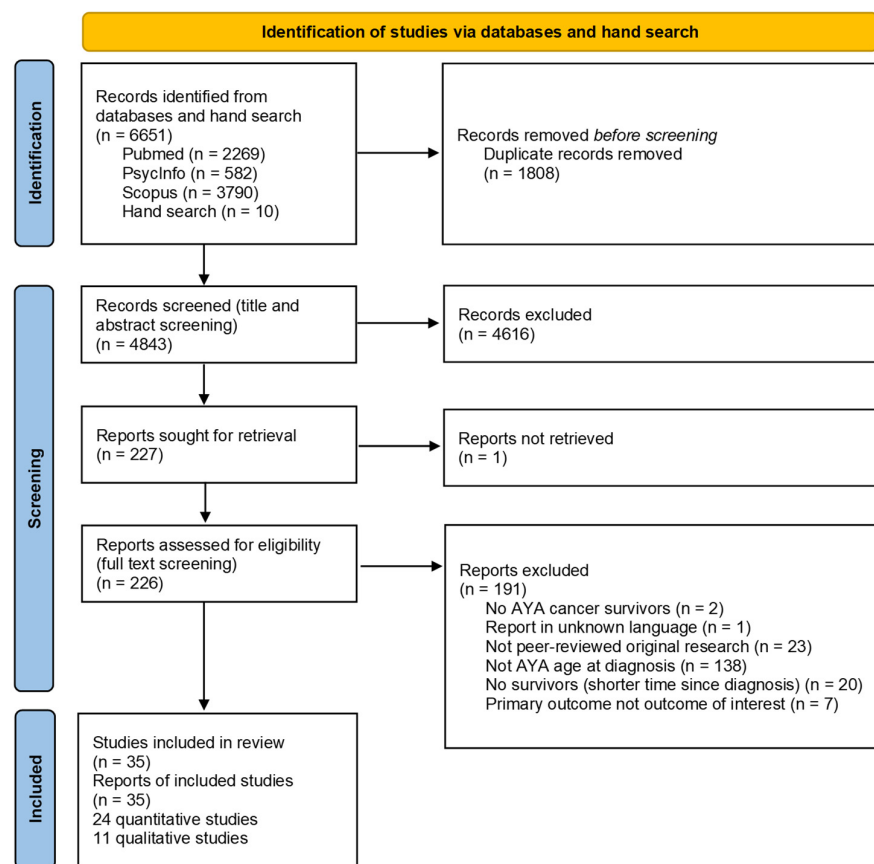 Identification of studies via databases and hand search
Identification
Records identified from
databases and hand search
(n = 6651)
Pubmed (n = 2269)
PsycInfo (n = 582)
Scopus (n = 3790)
Hand search (n = 10)
Records removed before screening
Duplicate records removed
(n = 1808)
Screening
Records screened (title and
abstract screening)
(n = 4843)
Records excluded
(n = 4616)
Reports sought for retrieval
(n = 227)
Reports not retrieved
(n = 1)
Reports assessed for eligibility
(full text screening)
(n = 226)
Reports excluded
(n = 191)
No AYA cancer survivors (n = 2)
Report in unknown language (n = 1)
Not peer-reviewed original research (n = 23)
Not AYA age at diagnosis (n = 138)
No survivors (shorter time since diagnosis) (n = 20)
Primary outcome not outcome of interest (n = 7)
Included
Studies included in review
(n = 35)
Reports of included studies
(n = 35)
24 quantitative studies
11 qualitative studies